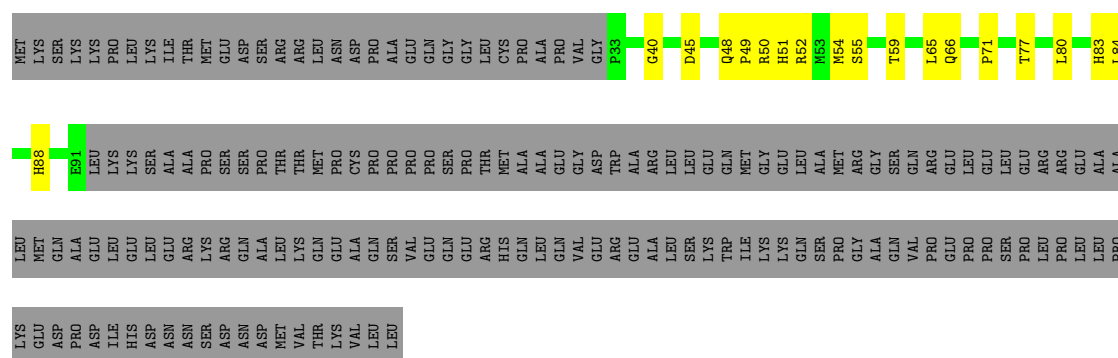 MET LYS SER LYS LYS PRO LEU LYS ILE THR MET GLU ASP SER ARG ARG LEU ASN ASP PRO ALA GLU GLN GLY GLY LEU CYS PRO ALA PRO VAL GLY P33 G40 D45 Q48 P49 R50 H51 R52 M53 M54 S55 T59 L65 Q66 P71 T77 L80 H83 L84
H88 E91 LEU LYS LYS SER ALA ALA PRO SER SER PRO THR THR MET PRO CYS PRO PRO PRO PRO SER PRO THR MET ALA ALA GLU GLY ASP TRP ALA ARG LEU LEU GLU GLN MET GLY GLU LEU ALA MET ARG GLY SER GLN ARG GLU LEU GLU LEU GLU ARG ARG GLU ALA ALA
LEU MET GLN ALA GLU LEU GLU LEU GLU ARG LYS ARG GLN ALA LEU LYS GLN GLU ALA GLN SER VAL GLU GLN GLU ARG HIS GLN LEU GLN VAL GLU ARG GLU ALA LEU SER LYS TRP ILE LYS LYS GLN SER PRO GLY ALA GLN VAL PRO GLU PRO PRO SER PRO LEU PRO LEU LEU PRO
LYS GLU ASP PRO ASP ILE HIS ASP ASN ASN SER ASP ASN ASP MET VAL THR LYS VAL LEU LEU